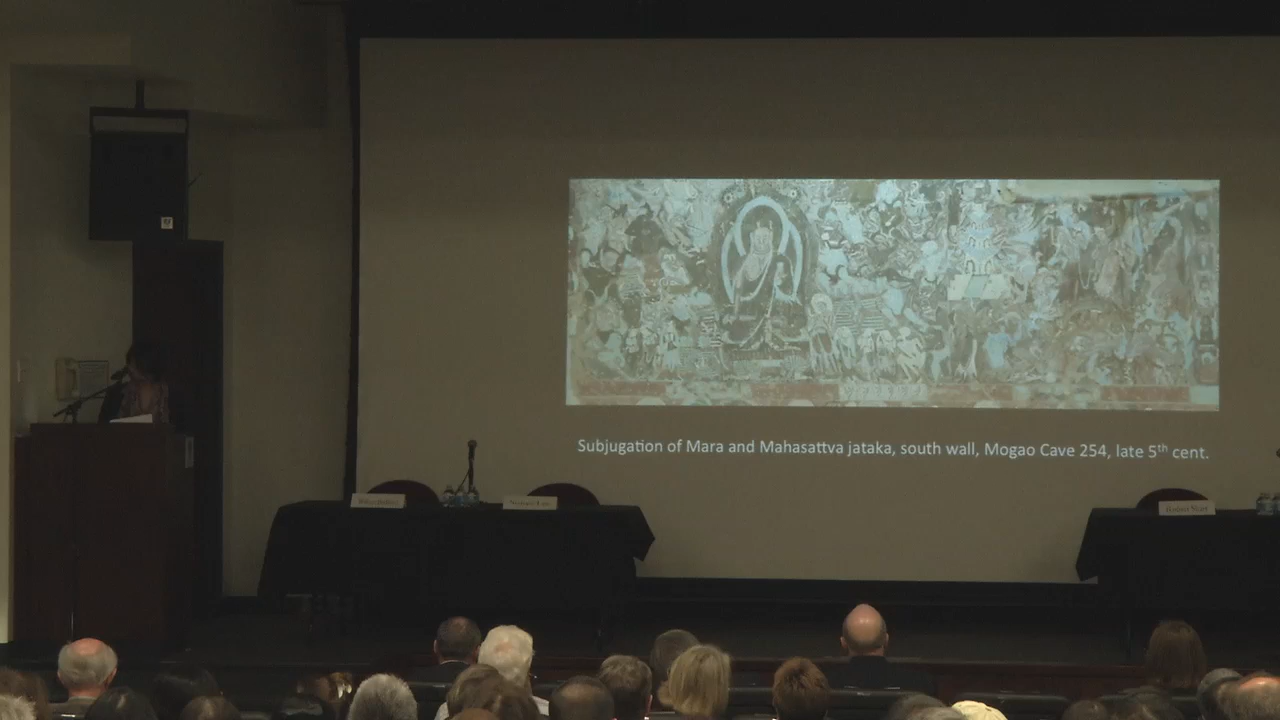 Subjugation of Mara and Mahasattva jataka, south wall, Mogao Cave 254, late 5th cent.